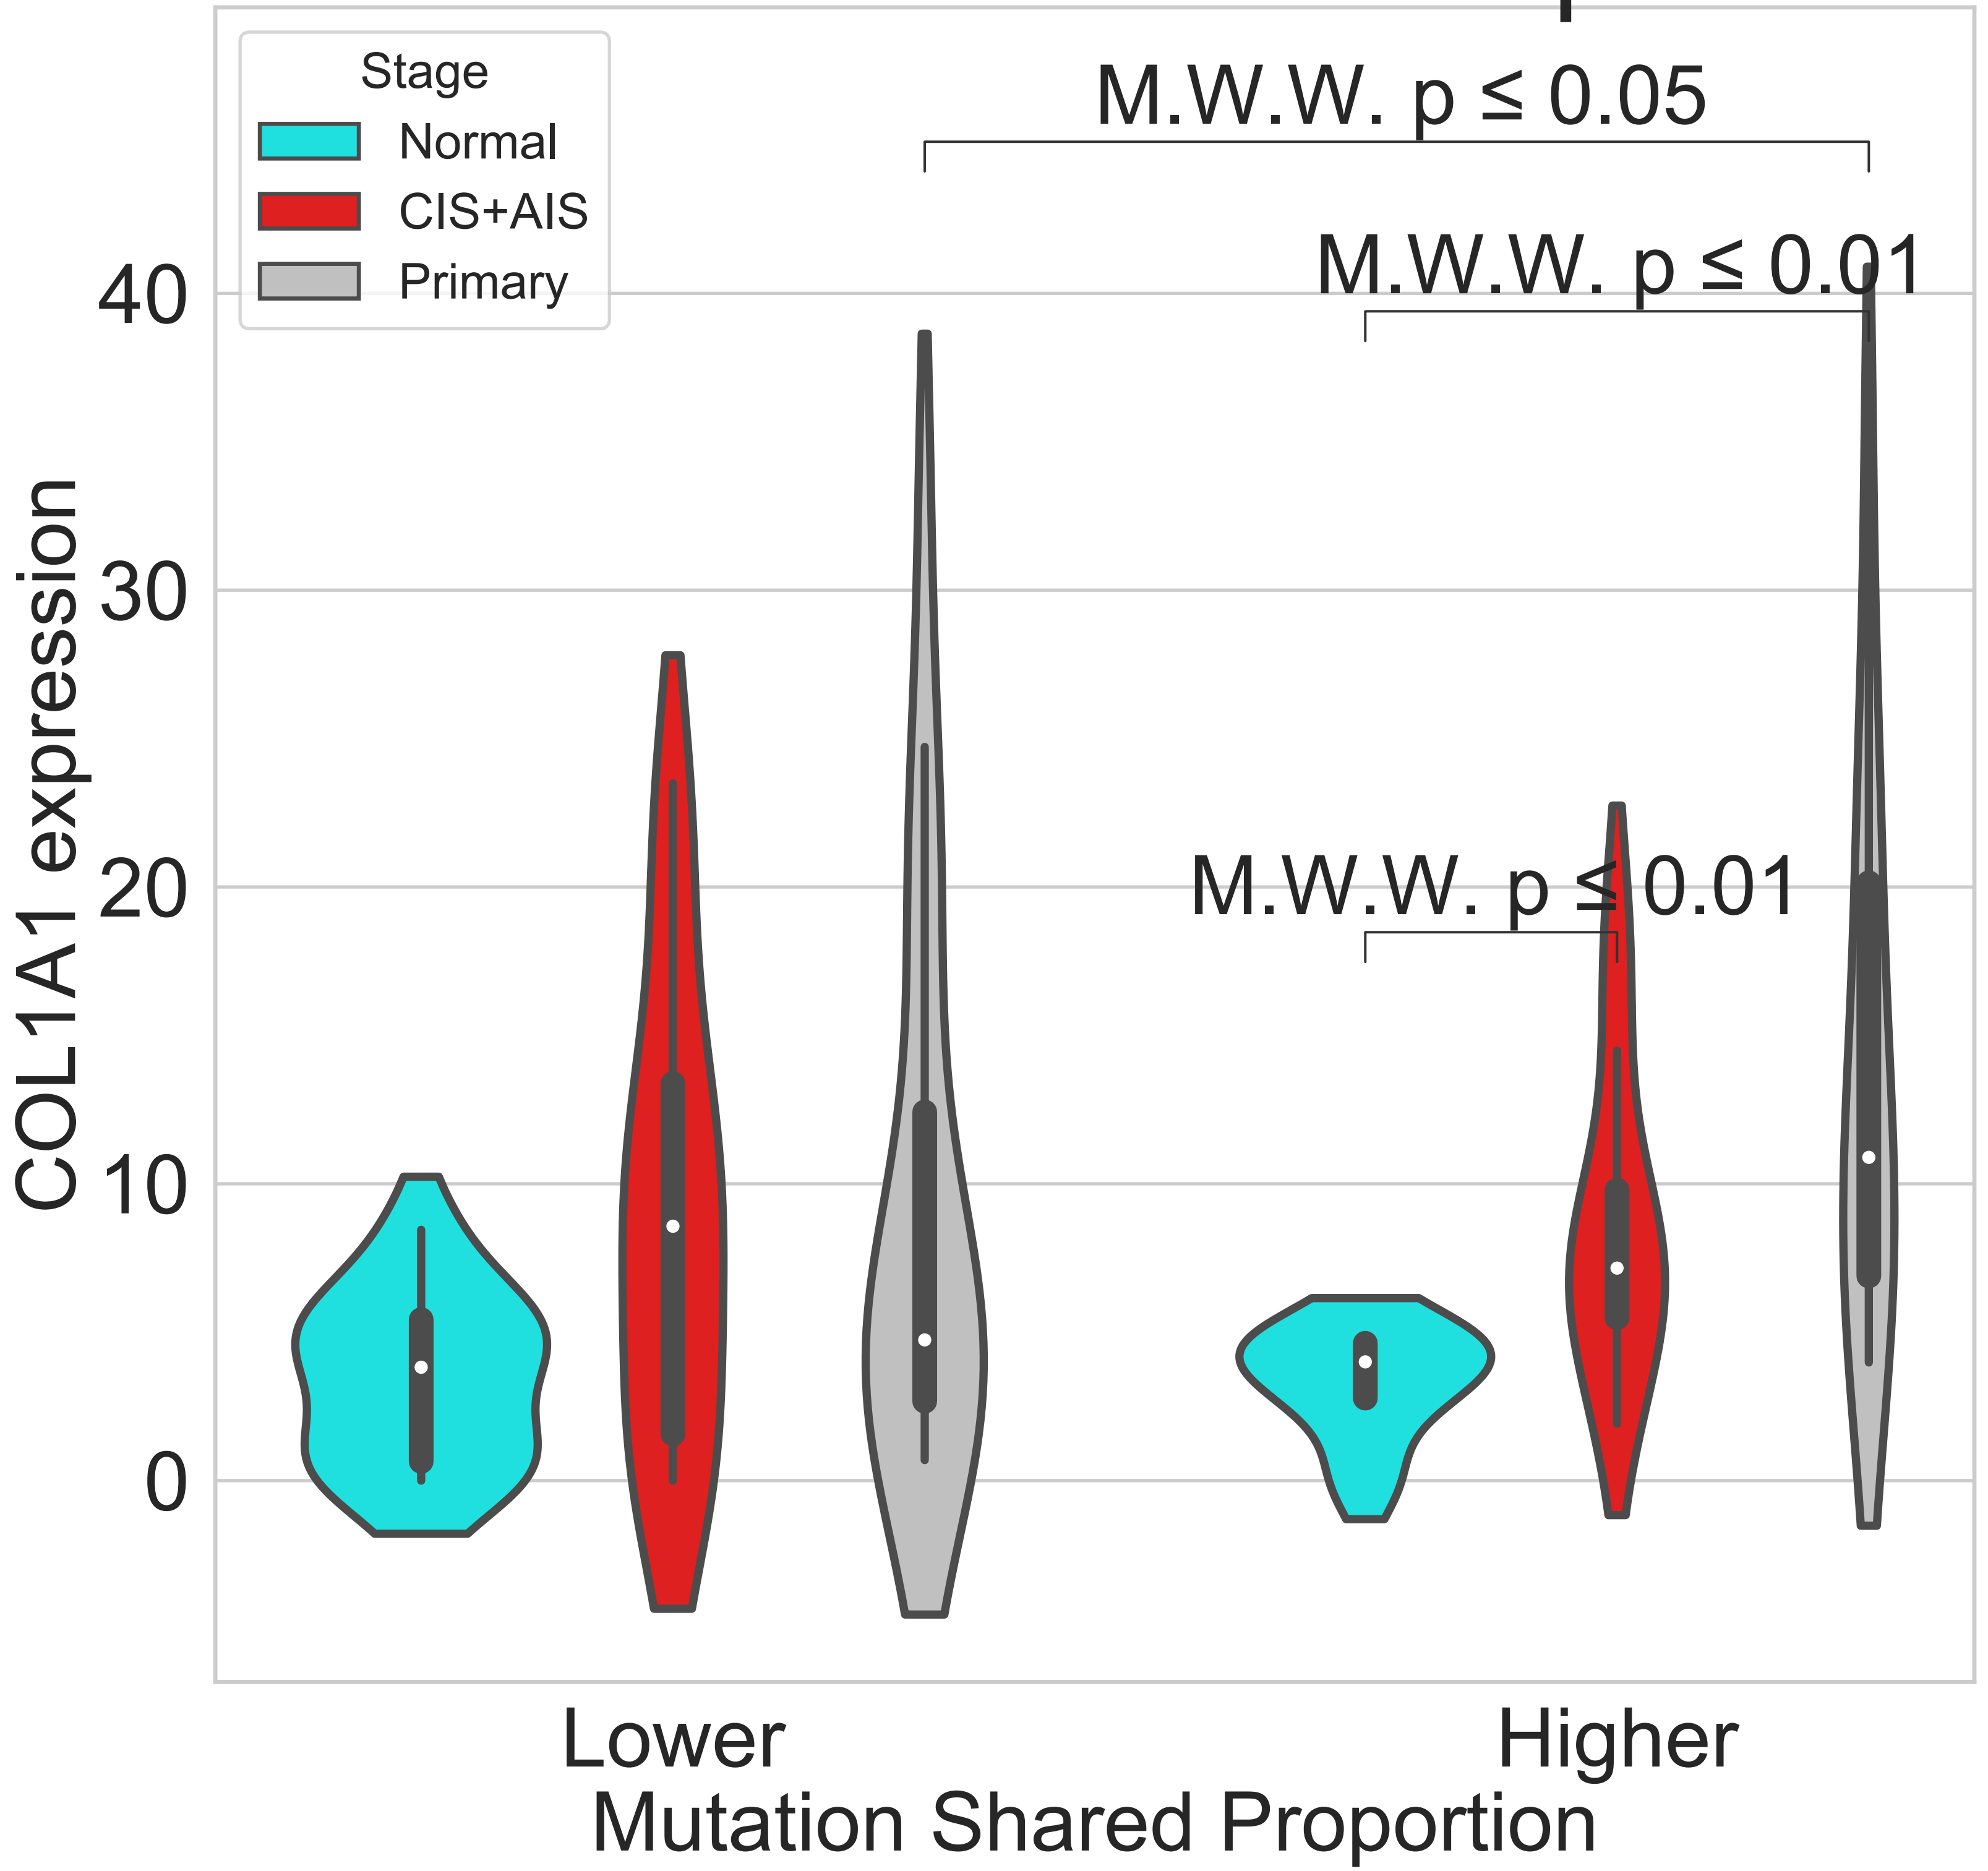 Stage
Normal
CIS+AIS
Primary
M.W.W. p ≤ 0.05
M.W.W. p ≤ 0.01
M.W.W. p ≤ 0.01
40
30
20
10
0
COL1A1 expression
Lower
Higher
Mutation Shared Proportion